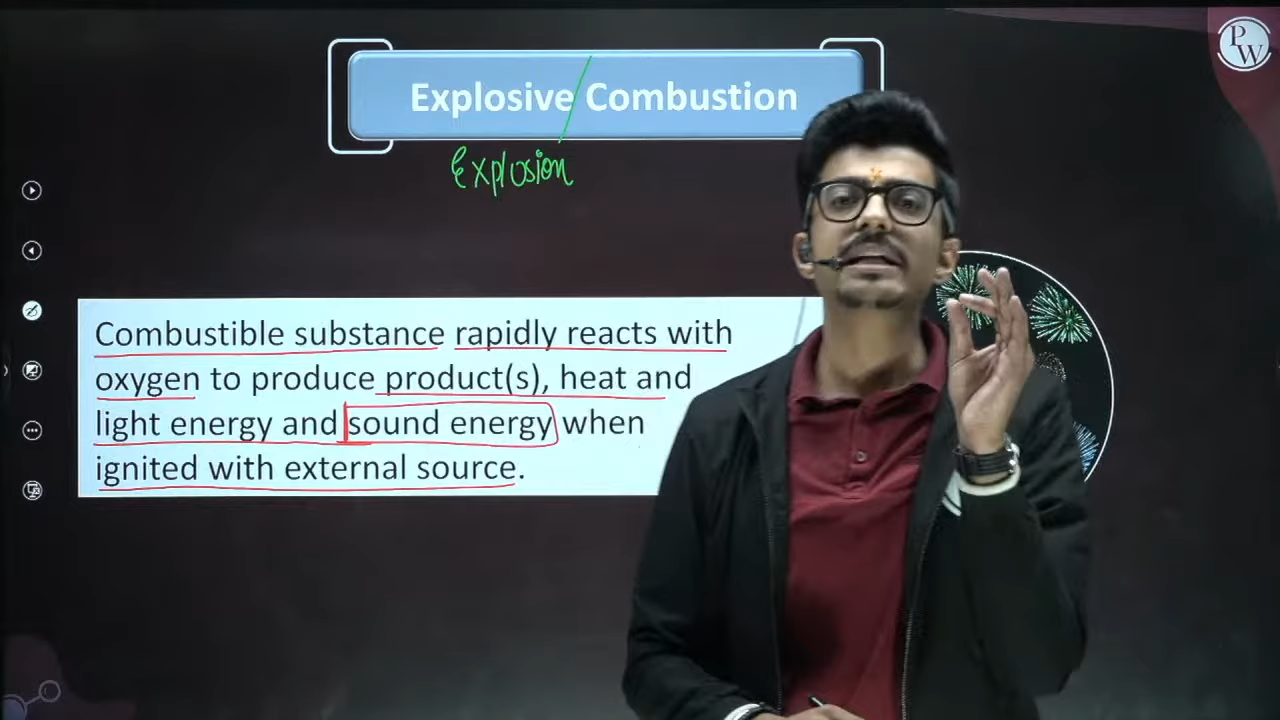 PW
Explosive Combustion
Explosion
Combustible substance rapidly reacts with
oxygen to produce product(s), heat and
light energy and sound energy when
ignited with external source.